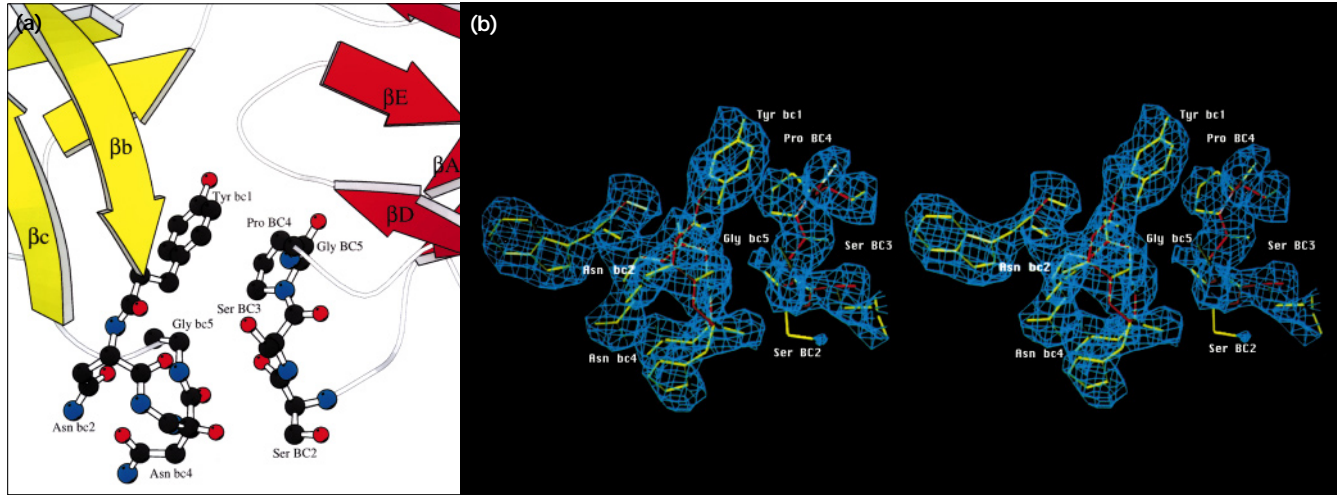 (a)
βE
βb
βA
Tyr bc1
βD
Pro BC4
βc
Gly BC5
Ser BC3
Gly bc5
Asn bc2
Ser BC2
Asn bc4
(b)
Tyr bc1
Pro BC4
Gly bc5
Ser BC3
Asn bc2
Asn bc4
Ser BC2
Tyr bc1
Pro BC4
Gly bc5
Ser BC3
Asn bc2
Ser BC2
Asn bc4